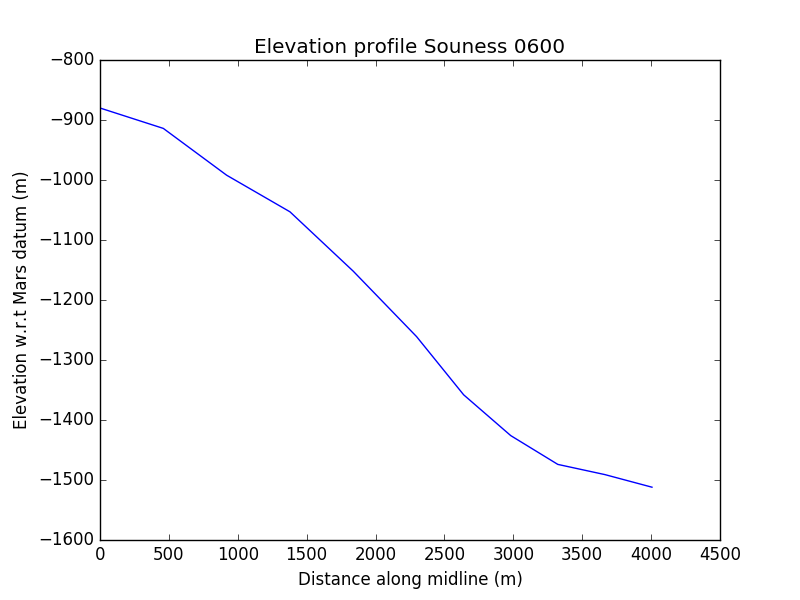 Elevation profile Souness 0600
Elevation w.r.t Mars datum (m)
−800
−900
−1000
−1100
−1200
−1300
−1400
−1500
−1600
0 500 1000 1500 2000 2500 3000 3500 4000 4500
Distance along midline (m)